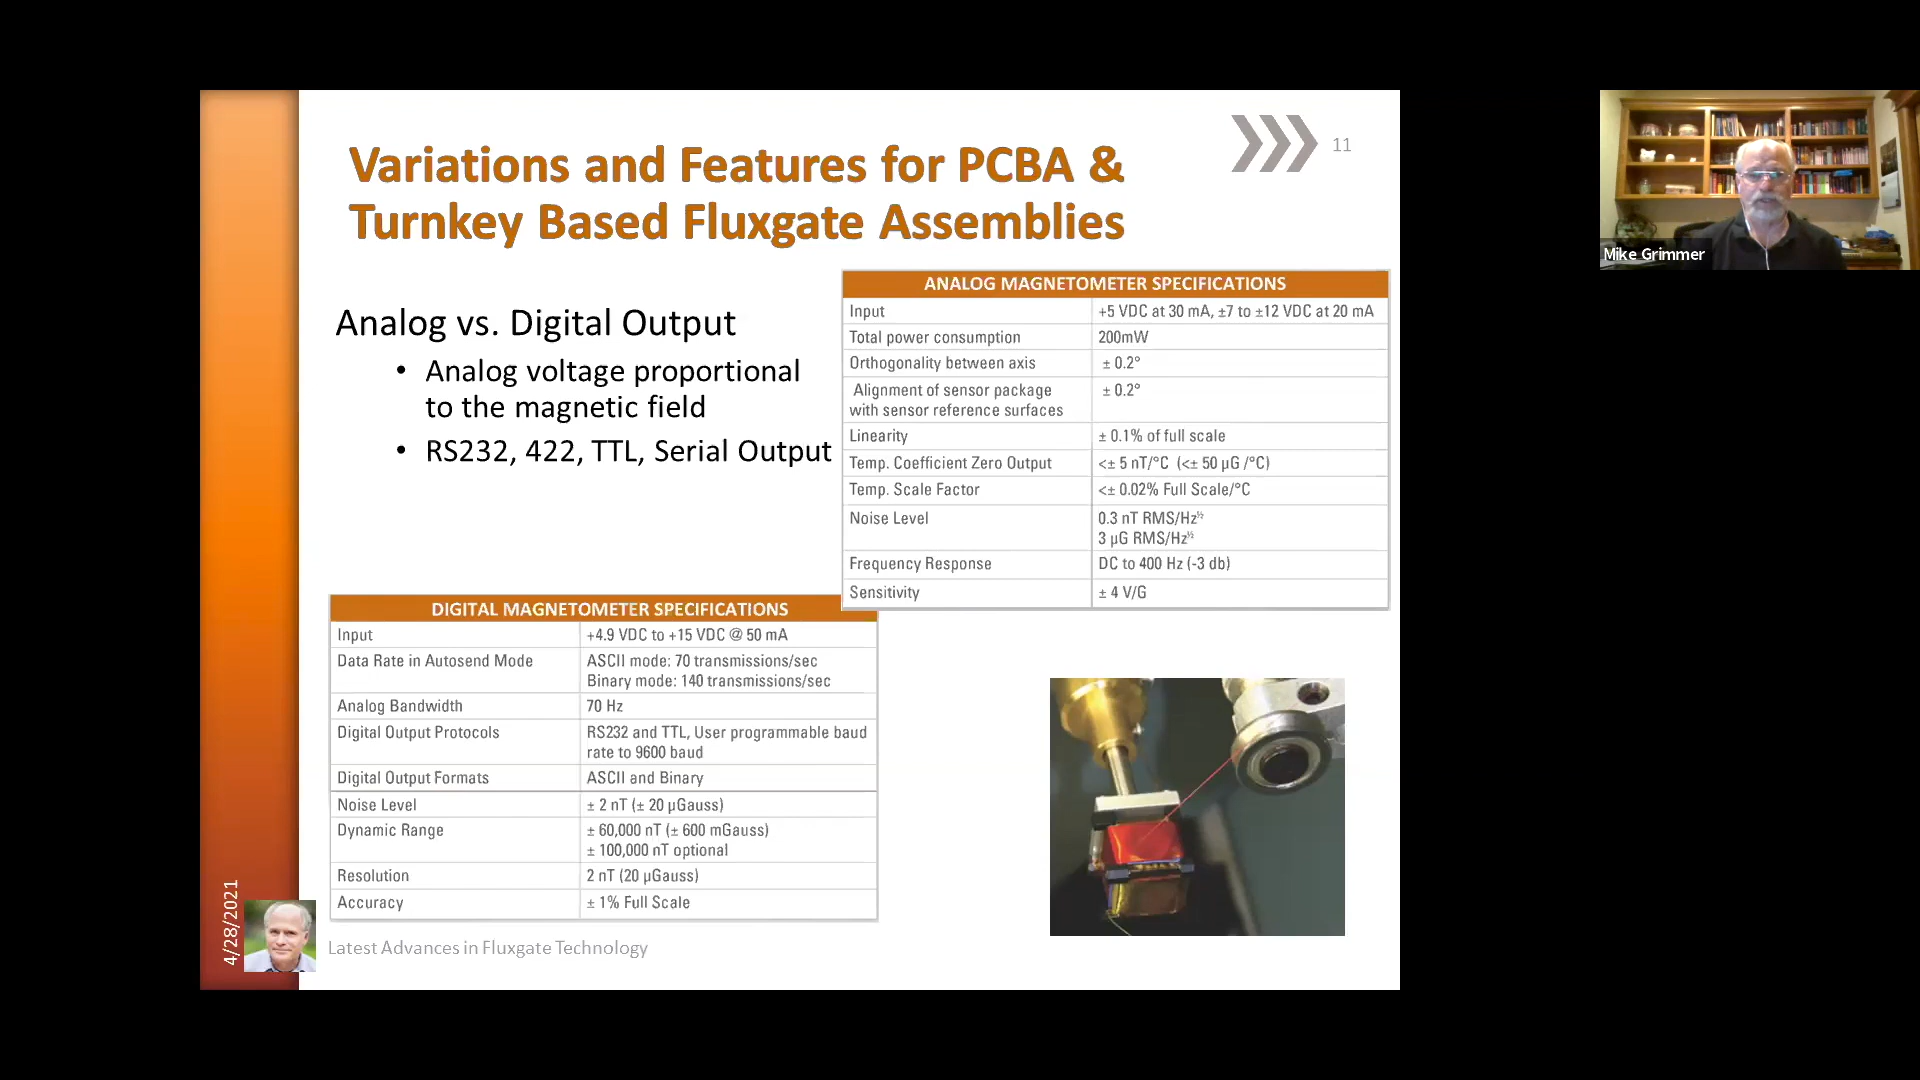 Variations and Features for PCBA &
Turnkey Based Fluxgate Assemblies
11
Analog vs. Digital Output
• Analog voltage proportional
to the magnetic field
• RS232, 422, TTL, Serial Output
ANALOG MAGNETOMETER SPECIFICATIONS
Input +5 VDC at 30 mA, ±7 to ±12 VDC at 20 mA
Total power consumption 200mW
Orthogonality between axis ± 0.2°
Alignment of sensor package ± 0.2°
with sensor reference surfaces
Linearity ± 0.1% of full scale
Temp. Coefficient Zero Output <± 5 nT/°C (<± 50 µG /°C)
Temp. Scale Factor <± 0.02% Full Scale/°C
Noise Level 0.3 nT RMS/Hz½
3 µG RMS/Hz½
Frequency Response DC to 400 Hz (-3 db)
Sensitivity ± 4 V/G
DIGITAL MAGNETOMETER SPECIFICATIONS
Input +4.9 VDC to +15 VDC @ 50 mA
Data Rate in Autosend Mode ASCII mode: 70 transmissions/sec
Binary mode: 140 transmissions/sec
Analog Bandwidth 70 Hz
Digital Output Protocols RS232 and TTL, User programmable baud
rate to 9600 baud
Digital Output Formats ASCII and Binary
Noise Level ± 2 nT (± 20 µGauss)
Dynamic Range ± 60,000 nT (± 600 mGauss)
± 100,000 nT optional
Resolution 2 nT (20 µGauss)
Accuracy ± 1% Full Scale
4/28/2021
Latest Advances in Fluxgate Technology
Mike Grimmer